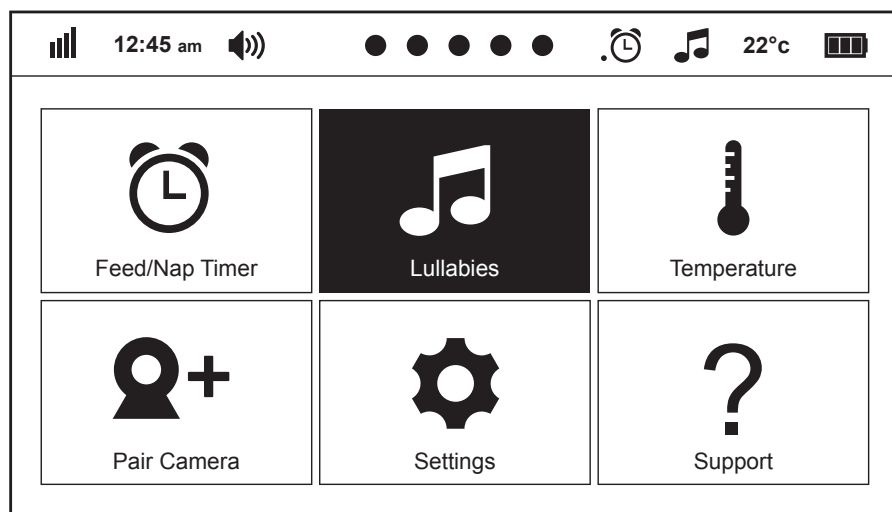 12:45 am 22°c
Feed/Nap Timer Lullabies Temperature
Pair Camera Settings Support